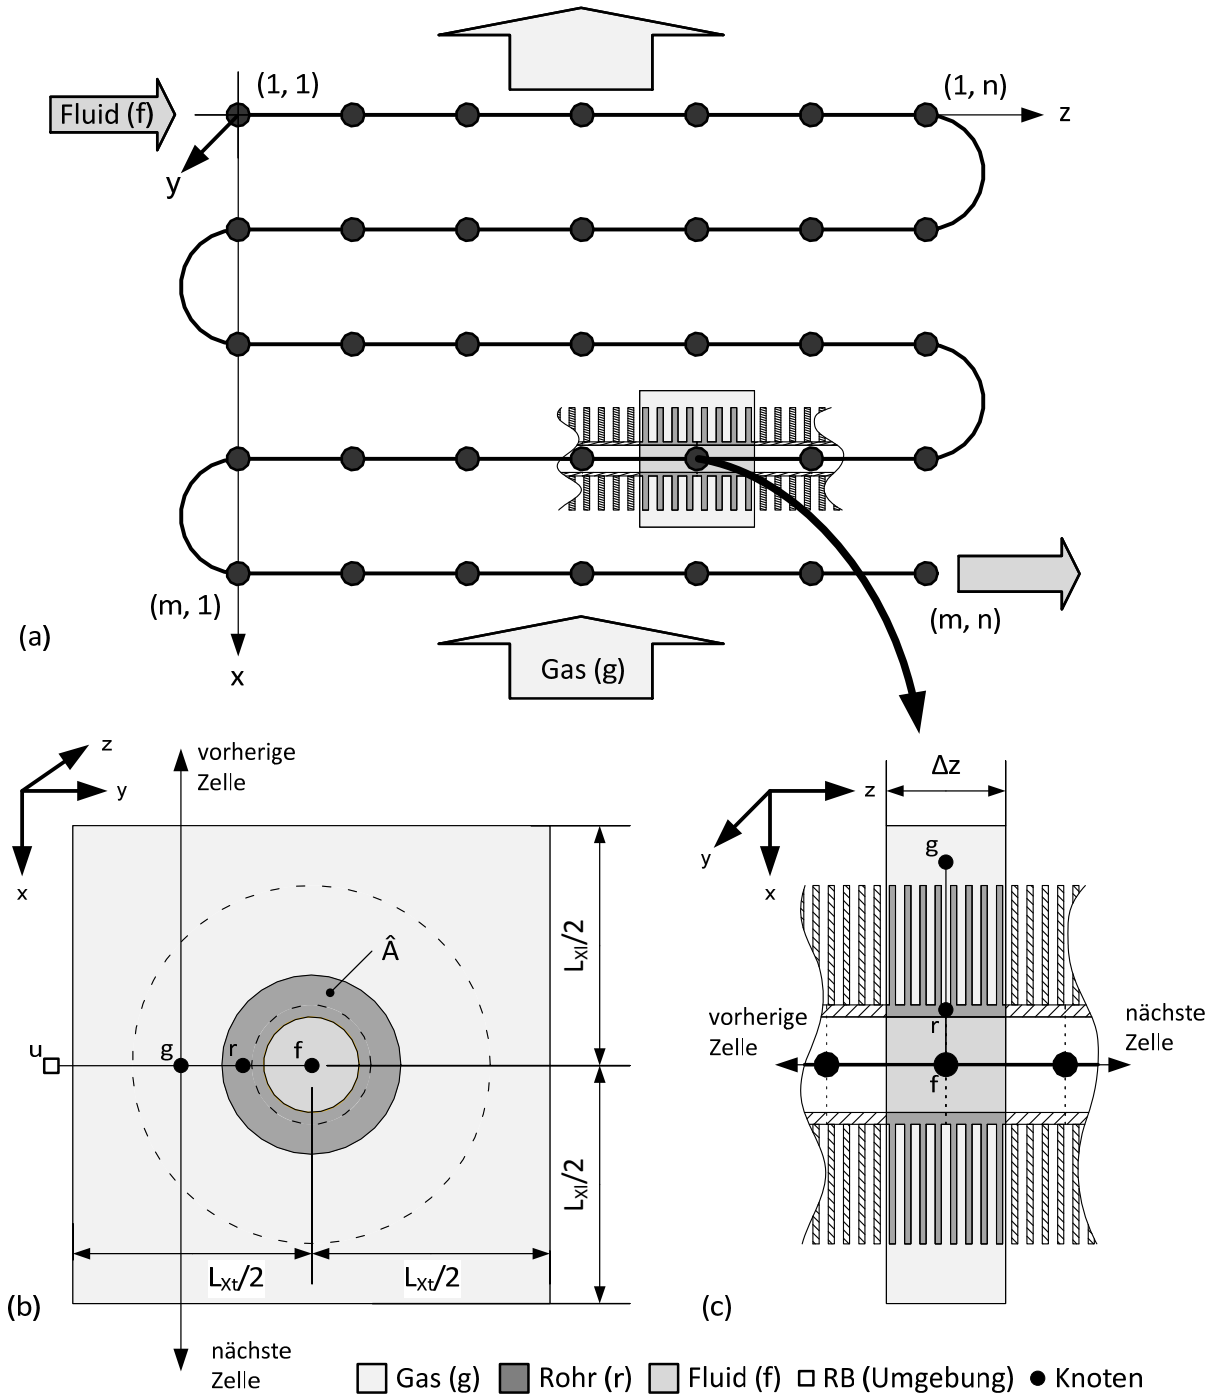 (1, 1)
(1, n)
Fluid (f)
z
y
(m, 1)
(m, n)
(a)
x
Gas (g)
z
y
x
vorherige
Zelle
Â
L_Xl/2
u
g
r
f
L_Xl/2
L_Xt/2
L_Xt/2
(b)
nächste
Zelle
Δz
z
y
x
g
vorherige
Zelle
r
nächste
Zelle
f
(c)
Gas (g)
Rohr (r)
Fluid (f)
RB (Umgebung)
Knoten